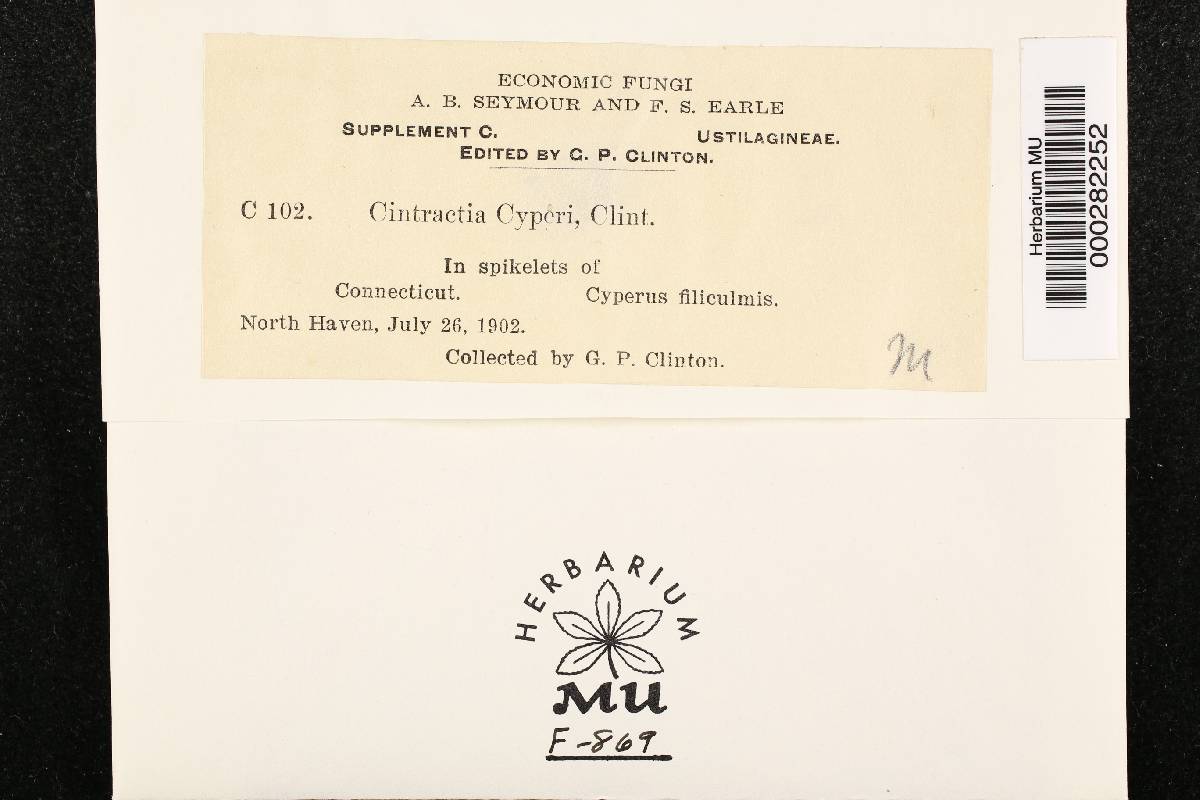 ECONOMIC FUNGI
A. B. SEYMOUR AND F. S. EARLE
SUPPLEMENT C. USTILAGINEAE.
EDITED BY G. P. CLINTON.
C 102. Cintractia Cyperi, Clint.
In spikelets of
Connecticut. Cyperus filiculmis.
North Haven, July 26, 1902.
Collected by G. P. Clinton.
M
Herbarium MU
000282252
HERBARIUM
MU
F-869